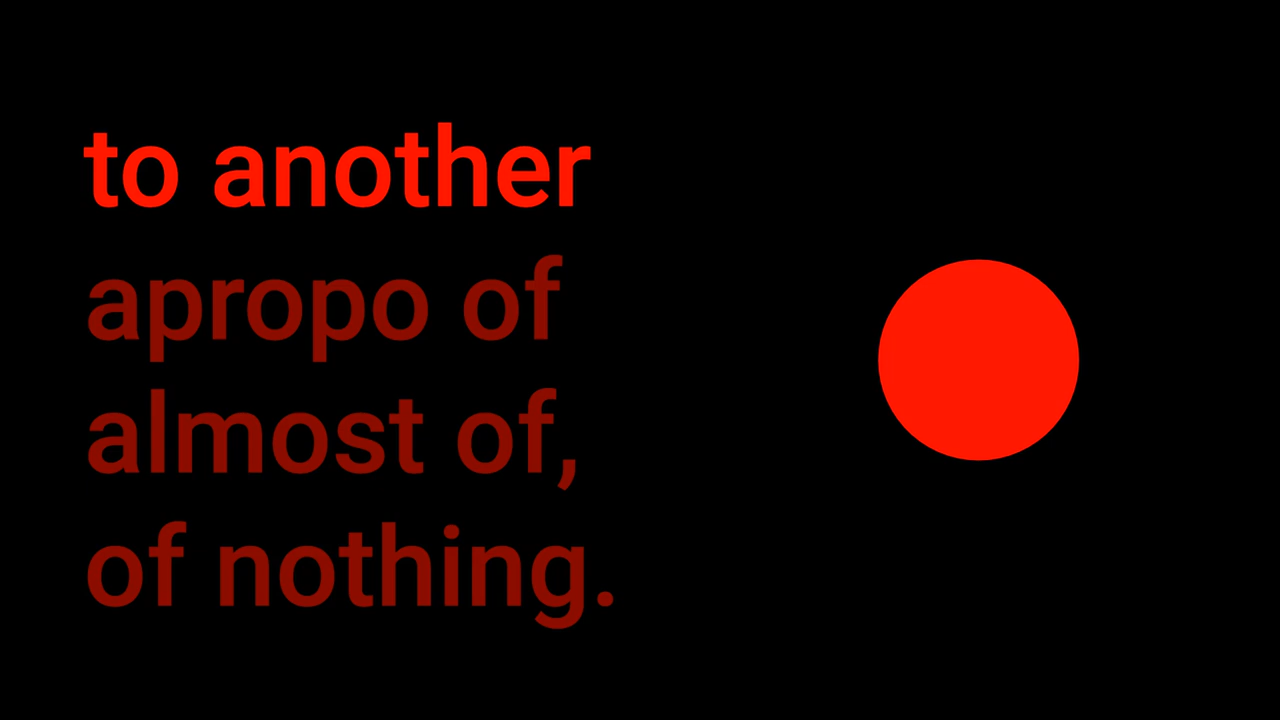 to another
apropo of
almost of,
of nothing.